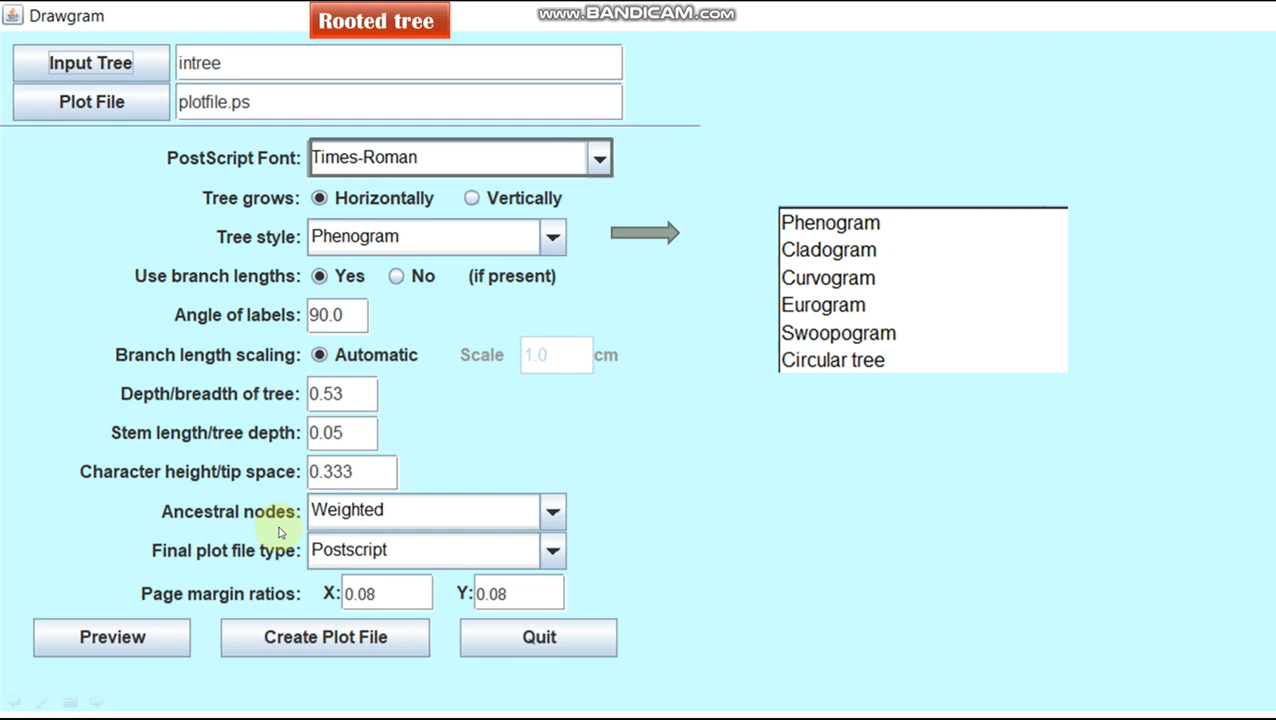 Drawgram
Rooted tree
www.BANDICAM.com
Input Tree intree
Plot File plotfile.ps
PostScript Font: Times-Roman
Tree grows: Horizontally Vertically
Tree style: Phenogram
Use branch lengths: Yes No (if present)
Angle of labels: 90.0
Branch length scaling: Automatic Scale 1.0 cm
Depth/breadth of tree: 0.53
Stem length/tree depth: 0.05
Character height/tip space: 0.333
Ancestral nodes: Weighted
Final plot file type: Postscript
Page margin ratios: X: 0.08 Y: 0.08
Preview Create Plot File Quit
Phenogram
Cladogram
Curvogram
Eurogram
Swoopogram
Circular tree